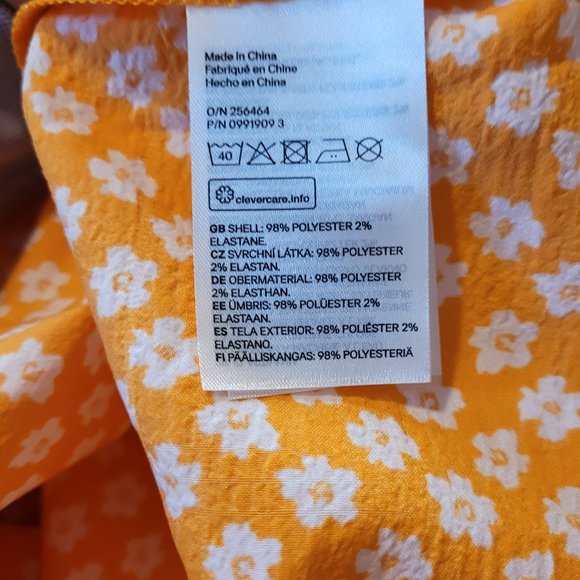 Made in China
Fabriqué en Chine
Hecho en China
O/N 256464
P/N 0991909 3
40
clevercare.info
GB SHELL: 98% POLYESTER 2%
ELASTANE.
CZ SVRCHNÍ LÁTKA: 98% POLYESTER
2% ELASTAN.
DE OBERMATERIAL: 98% POLYESTER
2% ELASTHAN.
EE ÜMBRIS: 98% POLÜESTER 2%
ELASTAAN.
ES TELA EXTERIOR: 98% POLIÉSTER 2%
ELASTANO.
FI PÄÄLLISKANGAS: 98% POLYESTERIÄ